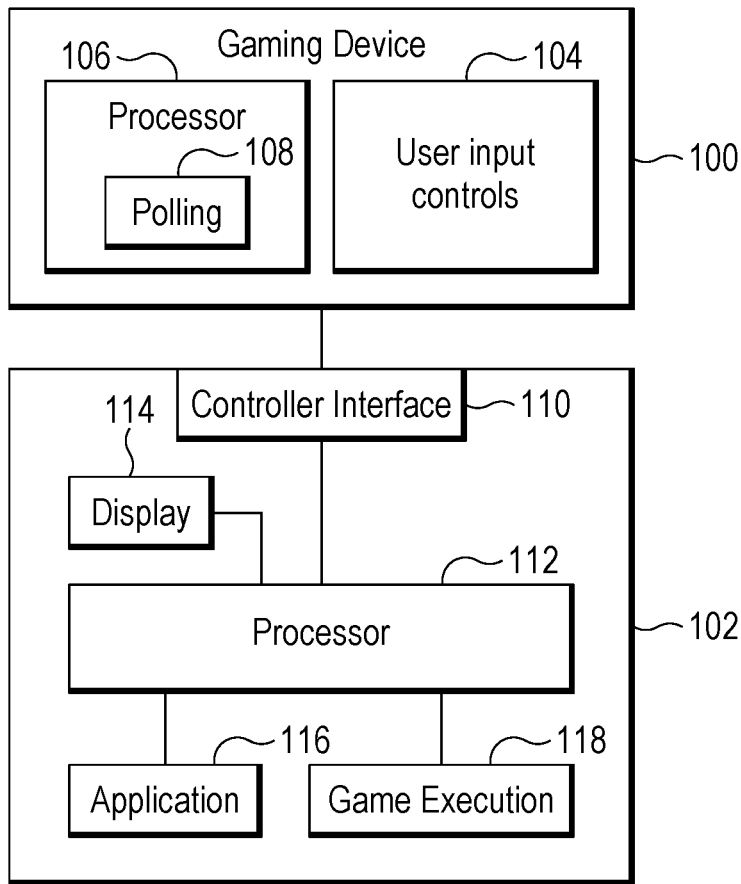 Gaming Device
106
104
Processor
108
Polling
User input
controls
100
Controller Interface
110
114
Display
112
Processor
102
116
118
Application
Game Execution